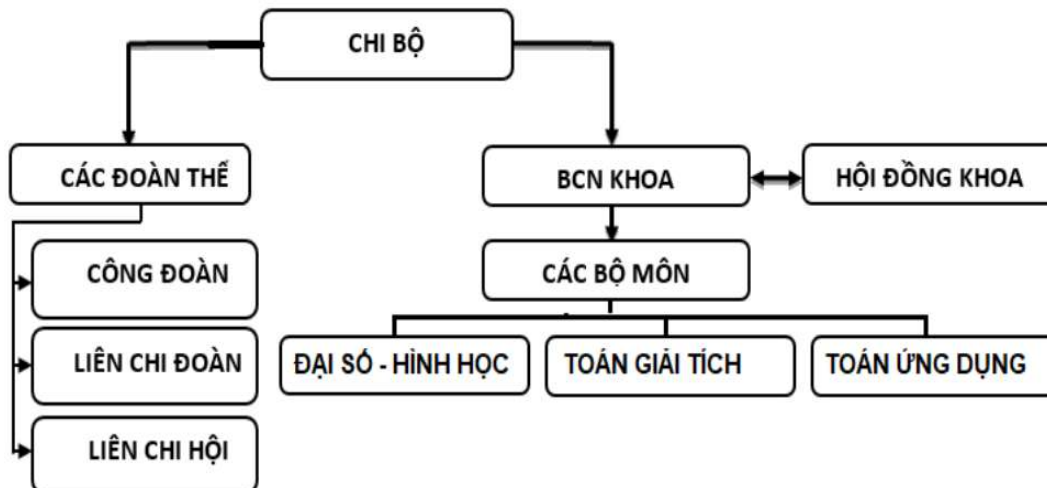 CHI BỘ
CÁC ĐOÀN THỂ
BCN KHOA
HỘI ĐỒNG KHOA
CÔNG ĐOÀN
CÁC BỘ MÔN
LIÊN CHI ĐOÀN
ĐẠI SỐ - HÌNH HỌC
TOÁN GIẢI TÍCH
TOÁN ỨNG DỤNG
LIÊN CHI HỘI